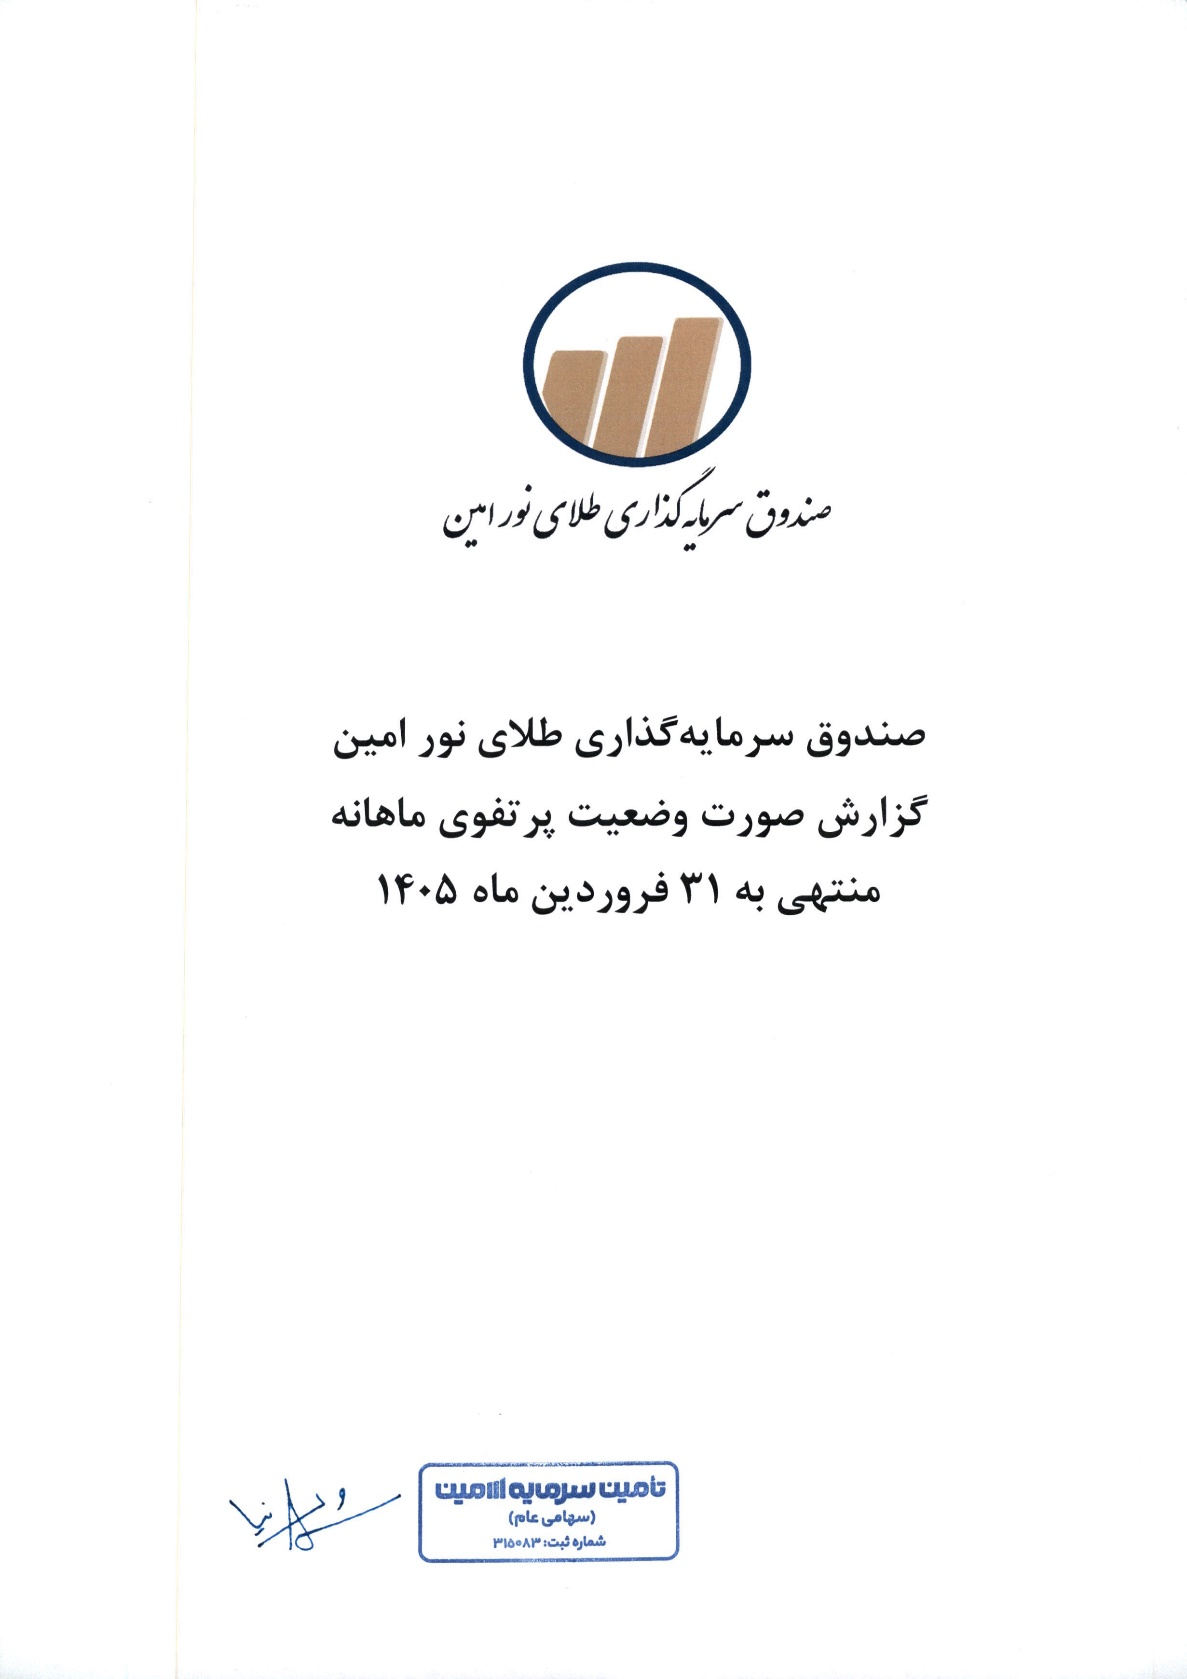 صندوق سرمایه گذاری طلای نور امین
صندوق سرمایه‌گذاری طلای نور امین
گزارش صورت وضعیت پرتفوی ماهانه
منتهی به ۳۱ فروردین ماه ۱۴۰۵
تأمین سرمایه امین
(سهامی عام)
شماره ثبت: ۳۱۵۰۸۳